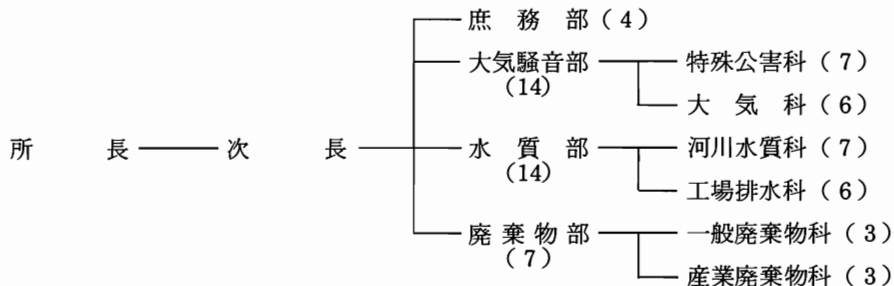 庶務部(4)
大気騒音部 特殊公害科(7)
(14)
大気科(6)
所長 次長 水質部 河川水質科(7)
(14)
工場排水科(6)
廃棄物部 一般廃棄物科(3)
(7)
産業廃棄物科(3)